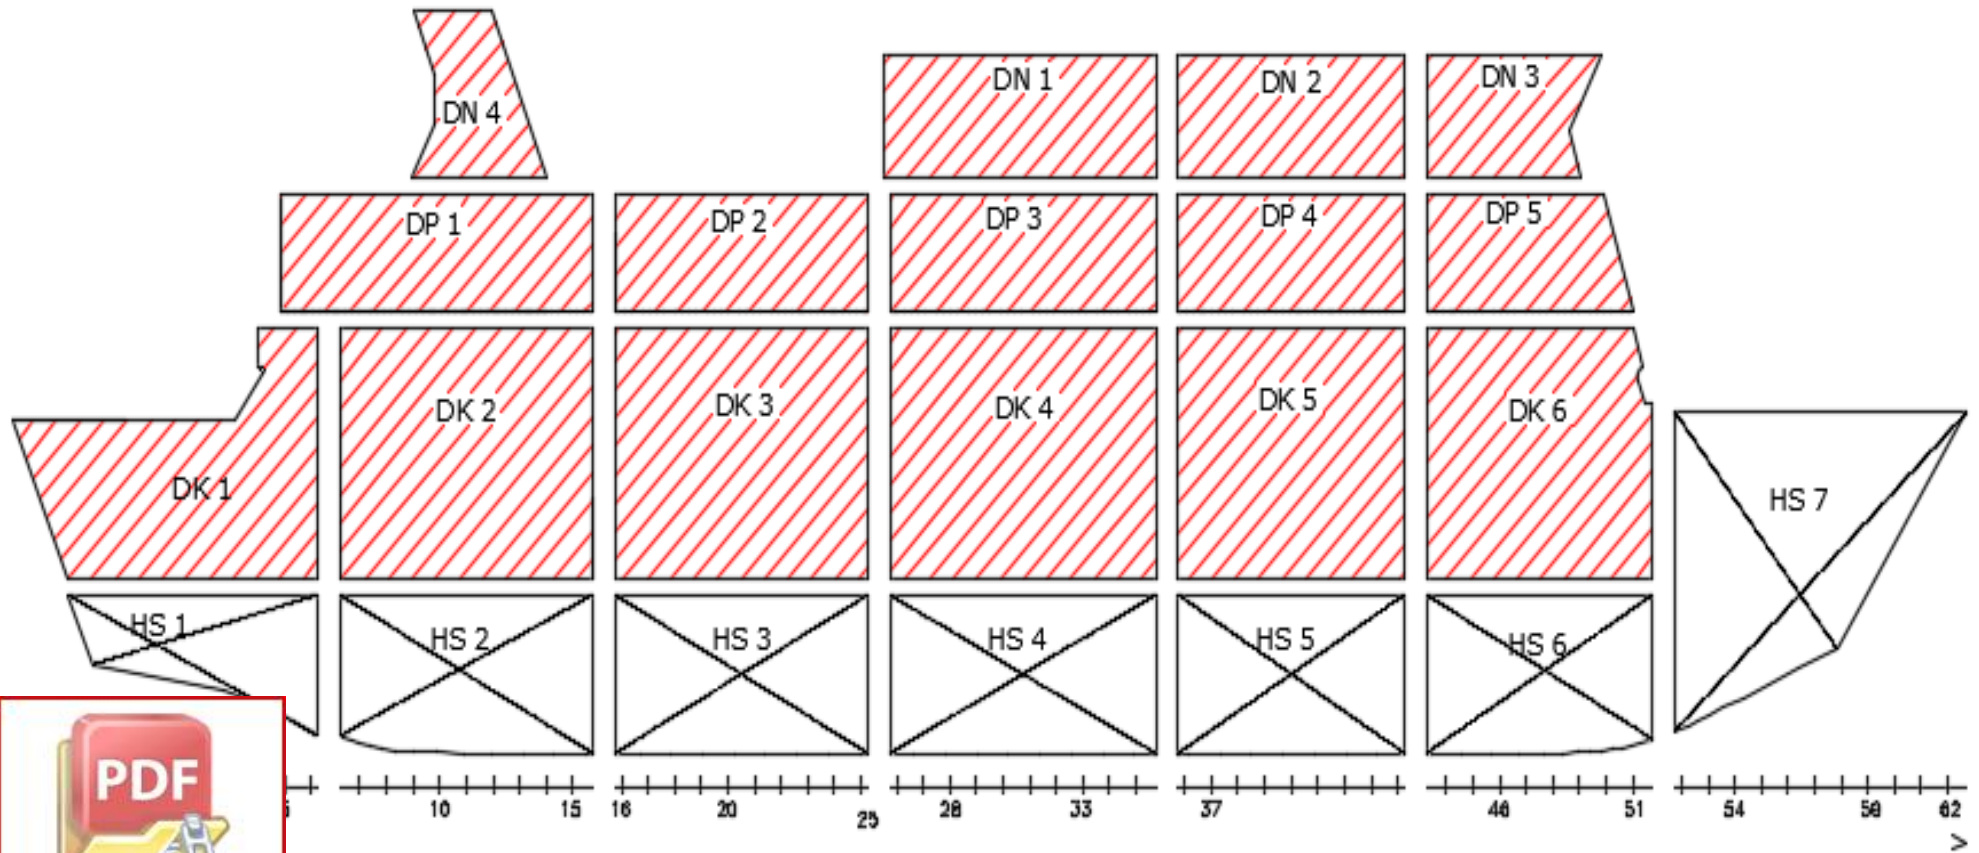 DN 4
DN 1
DN 2
DN 3
DP 1
DP 2
DP 3
DP 4
DP 5
DK 1
DK 2
DK 3
DK 4
DK 5
DK 6
HS 7
HS 1
HS 2
HS 3
HS 4
HS 5
HS 6
10 15 16 20 25 28 33 37 46 51 54 62
>
PDF